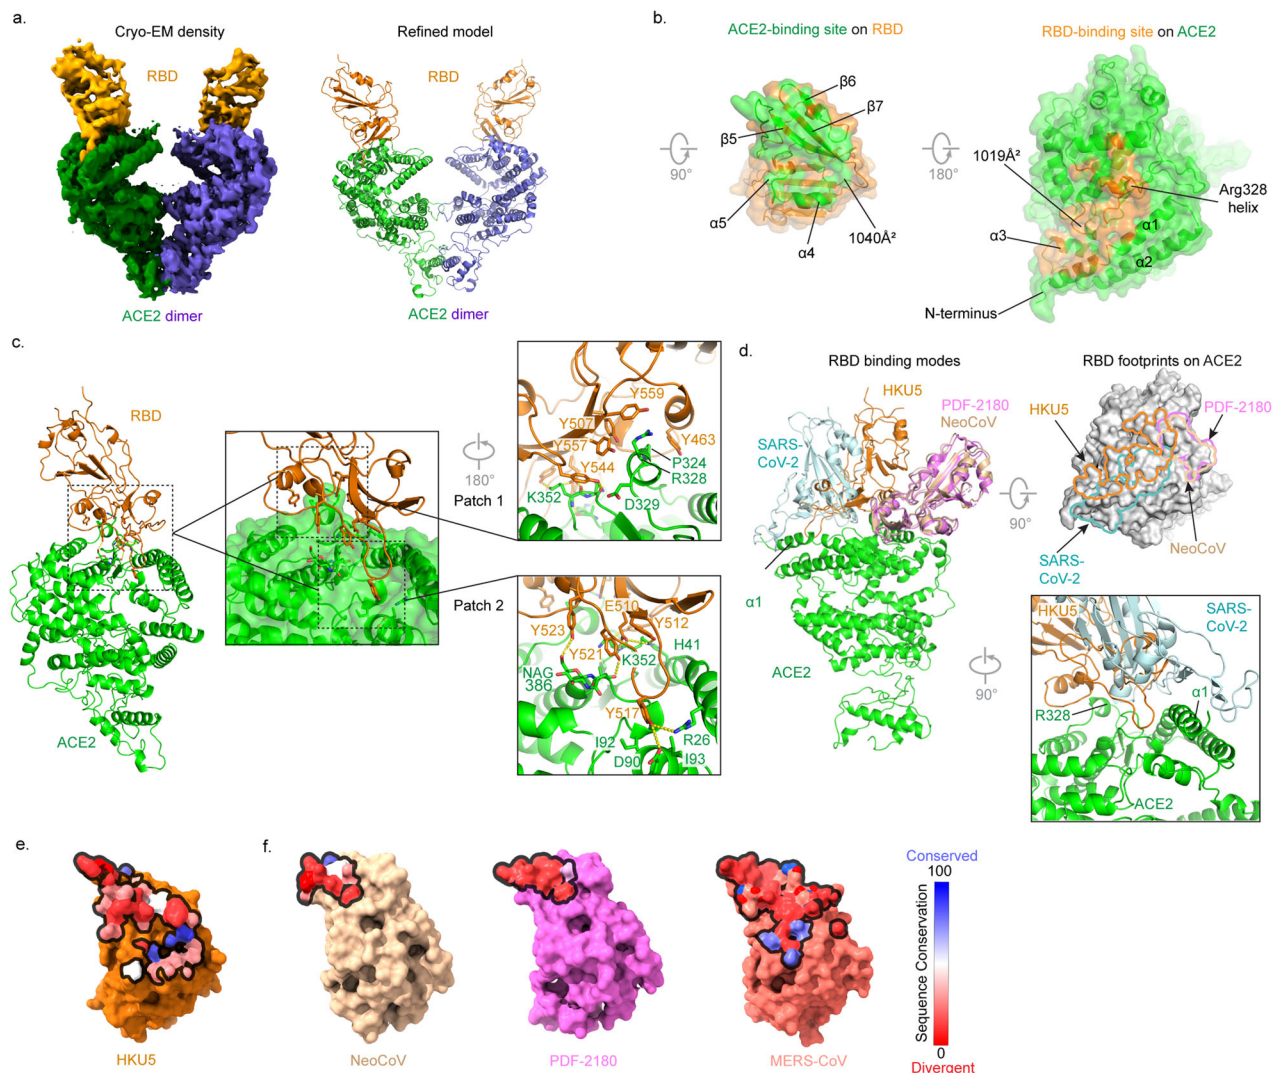 a.
Cryo-EM density
Refined model
RBD
RBD
ACE2 dimer
ACE2 dimer
b.
ACE2-binding site on RBD
RBD-binding site on ACE2
90°
β6
β7
β5
α5
α4
1040Å²
180°
1019Å²
Arg328
helix
α1
α3
α2
N-terminus
c.
RBD
ACE2
180°
Patch 1
Y559
Y507
Y557
Y463
Y544
P324
R328
K352
D329
Patch 2
E510
Y512
Y523
H41
Y521
K352
NAG
386
Y517
I92
R26
D90
I93
d.
RBD binding modes
RBD footprints on ACE2
HKU5
PDF-2180
NeoCoV
SARS-
CoV-2
α1
ACE2
90°
HKU5
PDF-2180
NeoCoV
SARS-
CoV-2
90°
HKU5
SARS-
CoV-2
R328
α1
ACE2
e.
HKU5
f.
NeoCoV
PDF-2180
MERS-CoV
Conserved
100
Sequence Conservation
0
Divergent